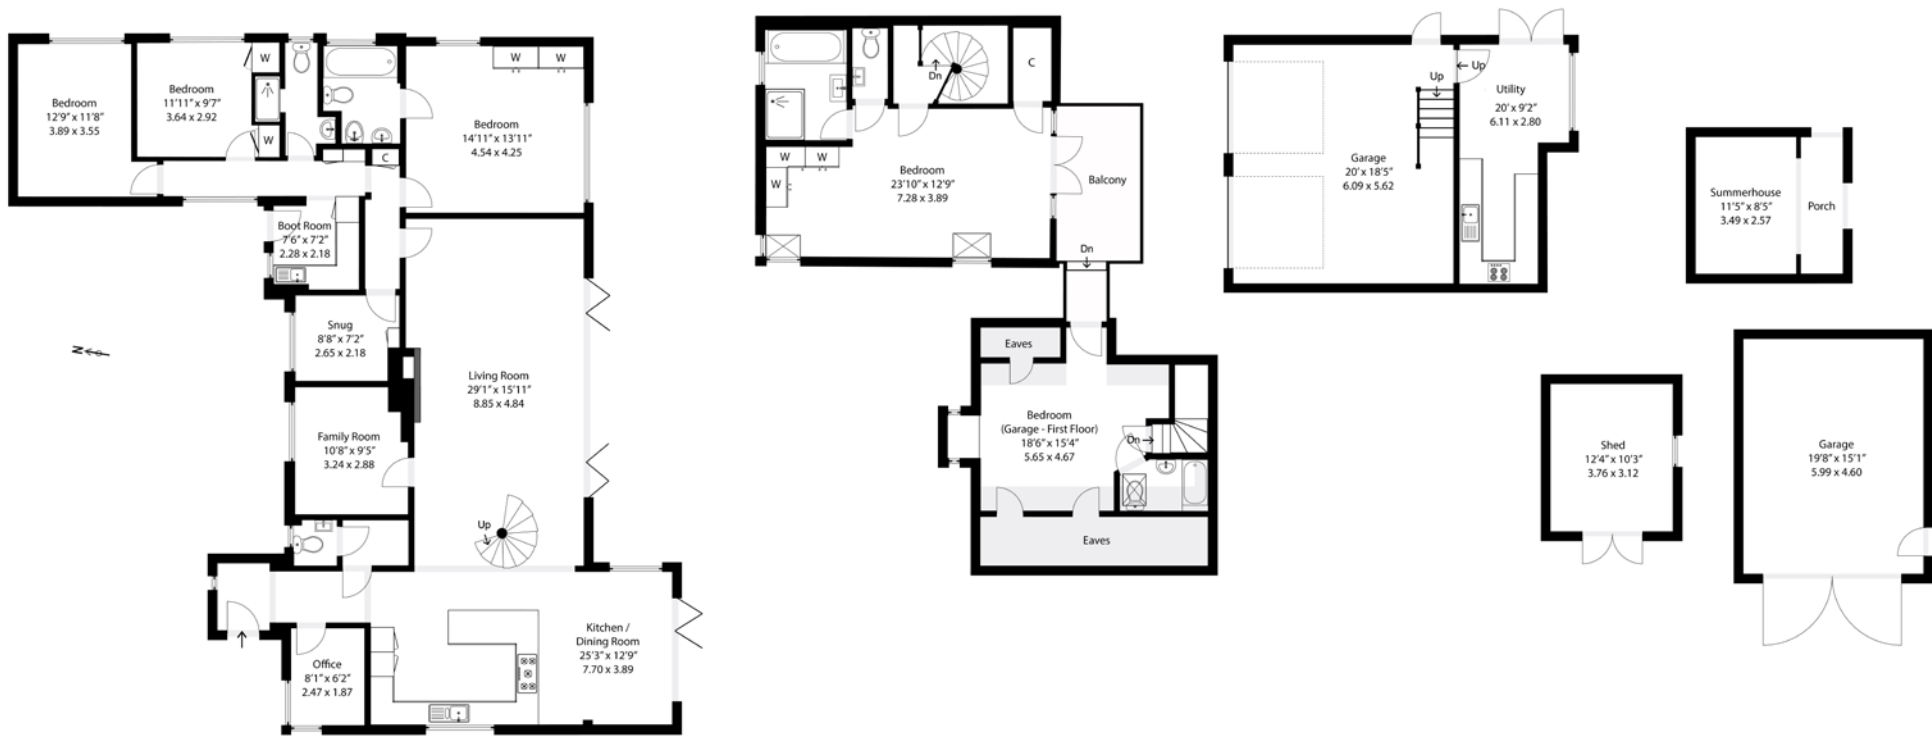 Bedroom
12'9" x 11'8"
3.89 x 3.55
Bedroom
11'11" x 9'7"
3.64 x 2.92
W
W
C
W
W
Bedroom
14'11" x 13'11"
4.54 x 4.25
Boot Room
7'6" x 7'2"
2.28 x 2.18
Snug
8'8" x 7'2"
2.65 x 2.18
N
Family Room
10'8" x 9'5"
3.24 x 2.88
Living Room
29'1" x 15'11"
8.85 x 4.84
Up
Office
8'1" x 6'2"
2.47 x 1.87
Kitchen /
Dining Room
25'3" x 12'9"
7.70 x 3.89
Dn
C
W
W
W
Bedroom
23'10" x 12'9"
7.28 x 3.89
Balcony
Dn
Eaves
Bedroom
(Garage - First Floor)
18'6" x 15'4"
5.65 x 4.67
Dn
Eaves
Up
Up
Utility
20' x 9'2"
6.11 x 2.80
Garage
20' x 18'5"
6.09 x 5.62
Summerhouse
11'5" x 8'5"
3.49 x 2.57
Porch
Shed
12'4" x 10'3"
3.76 x 3.12
Garage
19'8" x 15'1"
5.99 x 4.60